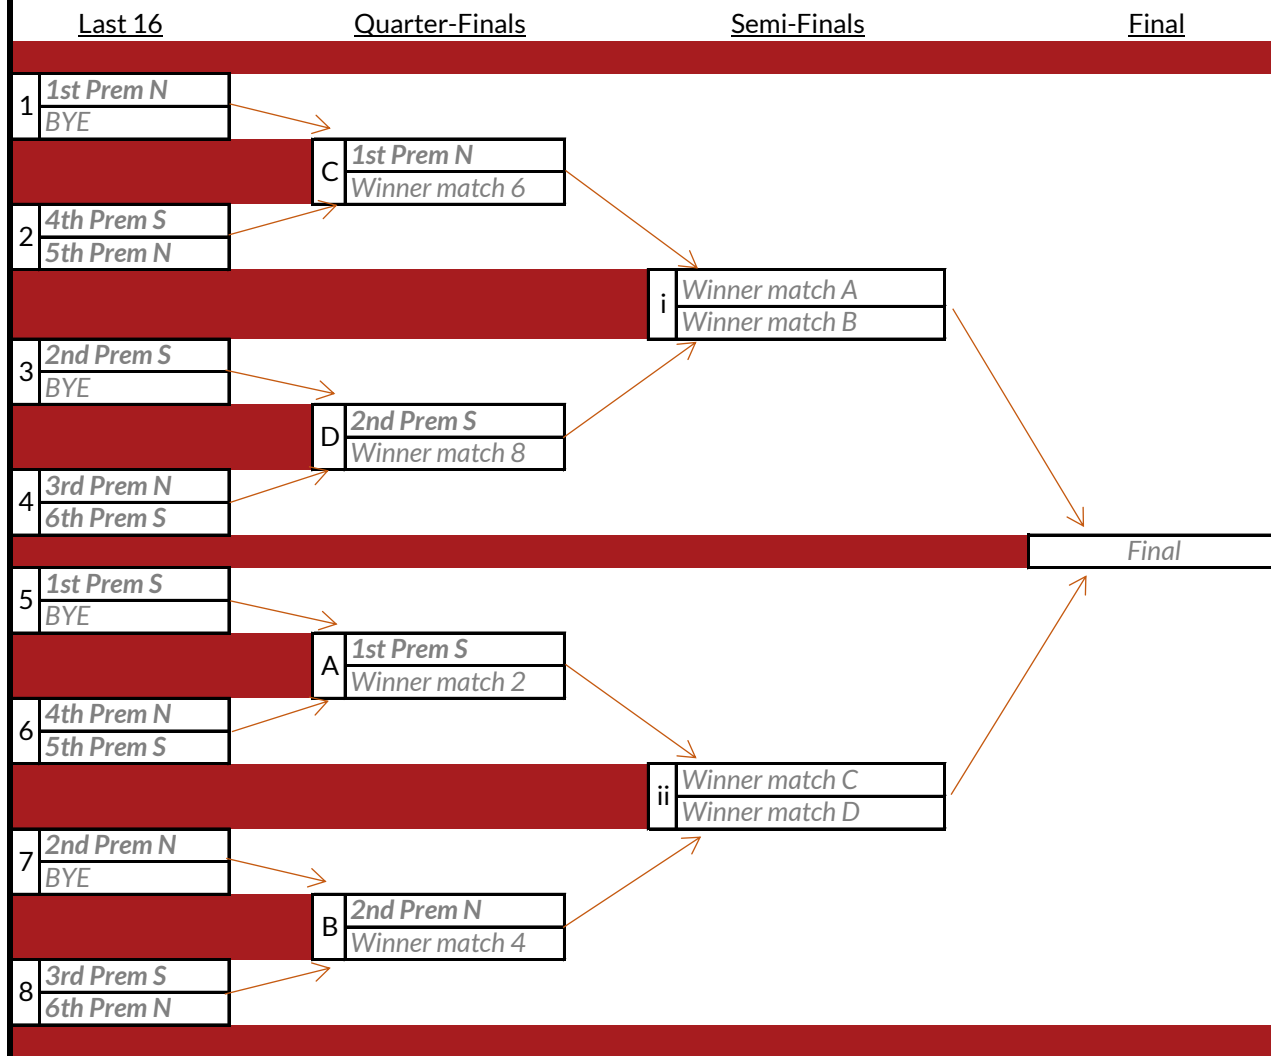 Last 16 Quarter-Finals Semi-Finals Final
1 1st Prem N
BYE
C 1st Prem N
Winner match 6
2 4th Prem S
5th Prem N
i Winner match A
Winner match B
3 2nd Prem S
BYE
D 2nd Prem S
Winner match 8
4 3rd Prem N
6th Prem S
Final
5 1st Prem S
BYE
A 1st Prem S
Winner match 2
6 4th Prem N
5th Prem S
ii Winner match C
Winner match D
7 2nd Prem N
BYE
B 2nd Prem N
Winner match 4
8 3rd Prem S
6th Prem N